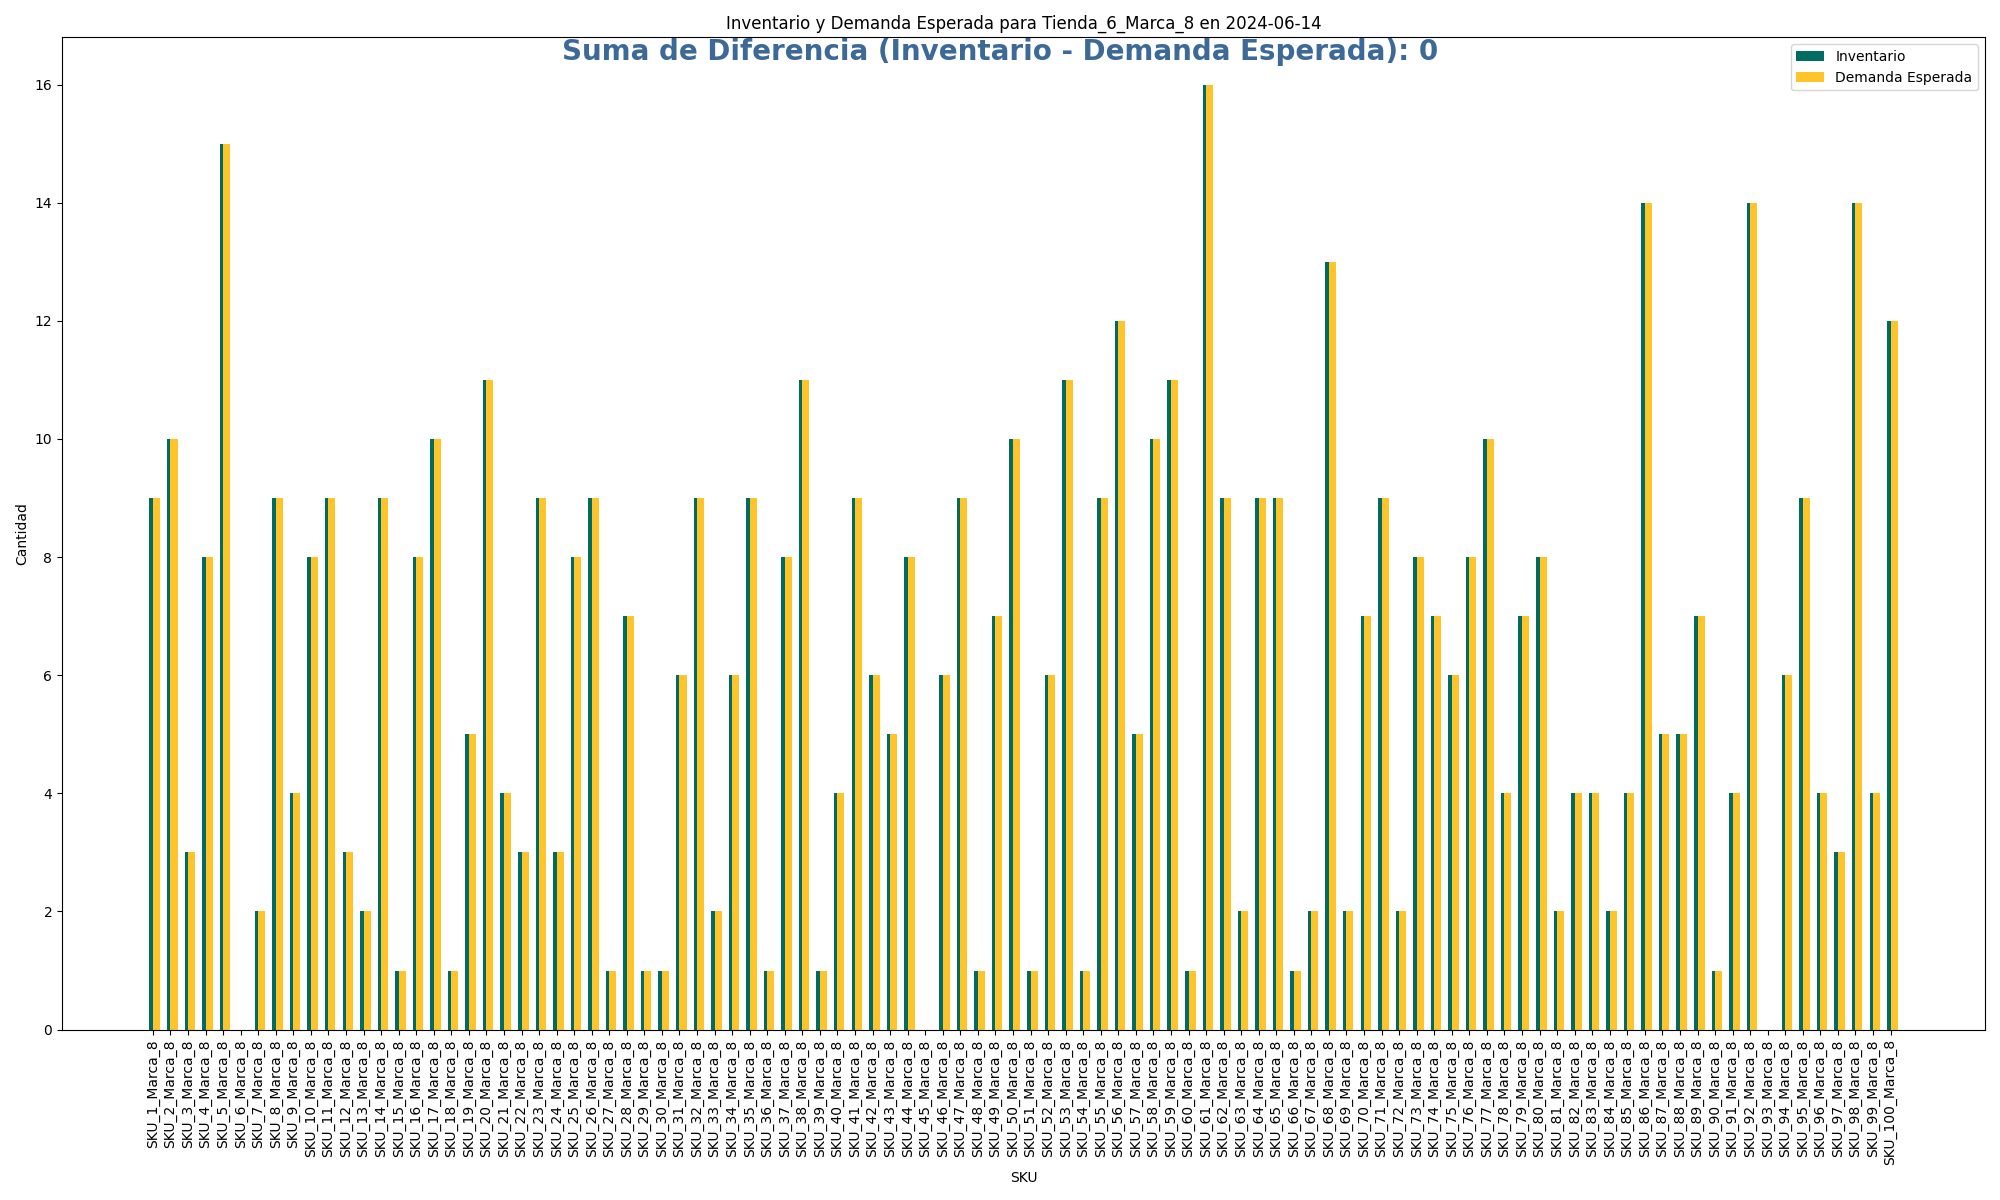 Inventario y Demanda Esperada para Tienda_6_Marca_8 en 2024-06-14
Suma de Diferencia (Inventario - Demanda Esperada): 0
Inventario
Demanda Esperada
Cantidad
16
14
12
10
8
6
4
2
0
SKU_1_Marca_8
SKU_2_Marca_8
SKU_3_Marca_8
SKU_4_Marca_8
SKU_5_Marca_8
SKU_6_Marca_8
SKU_7_Marca_8
SKU_8_Marca_8
SKU_9_Marca_8
SKU_10_Marca_8
SKU_11_Marca_8
SKU_12_Marca_8
SKU_13_Marca_8
SKU_14_Marca_8
SKU_15_Marca_8
SKU_16_Marca_8
SKU_17_Marca_8
SKU_18_Marca_8
SKU_19_Marca_8
SKU_20_Marca_8
SKU_21_Marca_8
SKU_22_Marca_8
SKU_23_Marca_8
SKU_24_Marca_8
SKU_25_Marca_8
SKU_26_Marca_8
SKU_27_Marca_8
SKU_28_Marca_8
SKU_29_Marca_8
SKU_30_Marca_8
SKU_31_Marca_8
SKU_32_Marca_8
SKU_33_Marca_8
SKU_34_Marca_8
SKU_35_Marca_8
SKU_36_Marca_8
SKU_37_Marca_8
SKU_38_Marca_8
SKU_39_Marca_8
SKU_40_Marca_8
SKU_41_Marca_8
SKU_42_Marca_8
SKU_43_Marca_8
SKU_44_Marca_8
SKU_45_Marca_8
SKU_46_Marca_8
SKU_47_Marca_8
SKU_48_Marca_8
SKU_49_Marca_8
SKU_50_Marca_8
SKU_51_Marca_8
SKU_52_Marca_8
SKU_53_Marca_8
SKU_54_Marca_8
SKU_55_Marca_8
SKU_56_Marca_8
SKU_57_Marca_8
SKU_58_Marca_8
SKU_59_Marca_8
SKU_60_Marca_8
SKU_61_Marca_8
SKU_62_Marca_8
SKU_63_Marca_8
SKU_64_Marca_8
SKU_65_Marca_8
SKU_66_Marca_8
SKU_67_Marca_8
SKU_68_Marca_8
SKU_69_Marca_8
SKU_70_Marca_8
SKU_71_Marca_8
SKU_72_Marca_8
SKU_73_Marca_8
SKU_74_Marca_8
SKU_75_Marca_8
SKU_76_Marca_8
SKU_77_Marca_8
SKU_78_Marca_8
SKU_79_Marca_8
SKU_80_Marca_8
SKU_81_Marca_8
SKU_82_Marca_8
SKU_83_Marca_8
SKU_84_Marca_8
SKU_85_Marca_8
SKU_86_Marca_8
SKU_87_Marca_8
SKU_88_Marca_8
SKU_89_Marca_8
SKU_90_Marca_8
SKU_91_Marca_8
SKU_92_Marca_8
SKU_93_Marca_8
SKU_94_Marca_8
SKU_95_Marca_8
SKU_96_Marca_8
SKU_97_Marca_8
SKU_98_Marca_8
SKU_99_Marca_8
SKU_100_Marca_8
SKU